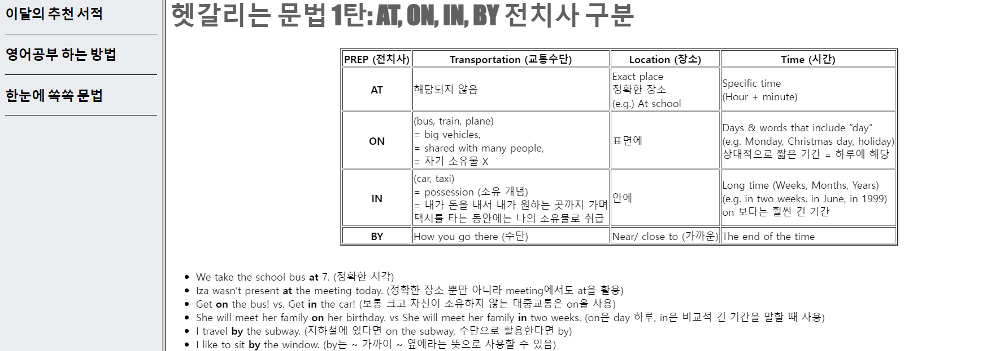 이달의 추천 서적
영어공부 하는 방법
한눈에 쏙쏙 문법
헷갈리는 문법 1탄: AT, ON, IN, BY 전치사 구분
PREP (전치사) Transportation (교통수단) Location (장소) Time (시간)
AT
해당되지 않음
Exact place
정확한 장소
(e.g.) At school
Specific time
(Hour + minute)
ON
(bus, train, plane)
= big vehicles,
= shared with many people,
= 자기 소유물 X
표면에
Days & words that include “day”
(e.g. Monday, Christmas day, holiday)
상대적으로 짧은 기간 = 하루에 해당
IN
(car, taxi)
= possession (소유 개념)
= 내가 돈을 내서 내가 원하는 곳까지 가며
택시를 타는 동안에는 나의 소유물로 취급
안에
Long time (Weeks, Months, Years)
(e.g. in two weeks, in June, in 1999)
on 보다는 훨씬 긴 기간
BY How you go there (수단) Near/ close to (가까운) The end of the time
• We take the school bus at 7. (정확한 시각)
• Iza wasn’t present at the meeting today. (정확한 장소 뿐만 아니라 meeting에서도 at을 활용)
• Get on the bus! vs. Get in the car! (보통 크고 자신이 소유하지 않는 대중교통은 on을 사용)
• She will meet her family on her birthday. vs She will meet her family in two weeks. (on은 day 하루, in은 비교적 긴 기간을 말할 때 사용)
• I travel by the subway. (지하철에 있다면 on the subway, 수단으로 활용한다면 by)
• I like to sit by the window. (by는 ~ 가까이 ~ 옆에라는 뜻으로 사용할 수 있음)